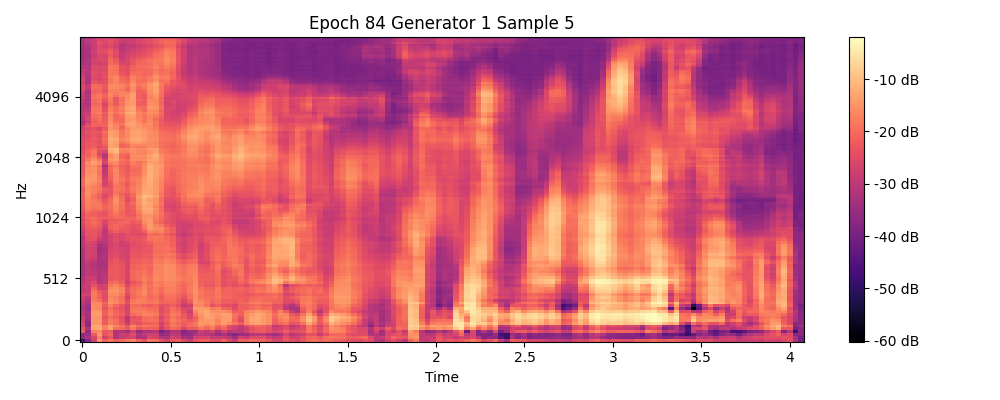 Epoch 84 Generator 1 Sample 5
Hz
4096
2048
1024
512
0
0
0.5
1
1.5
2
2.5
3
3.5
4
Time
-10 dB
-20 dB
-30 dB
-40 dB
-50 dB
-60 dB